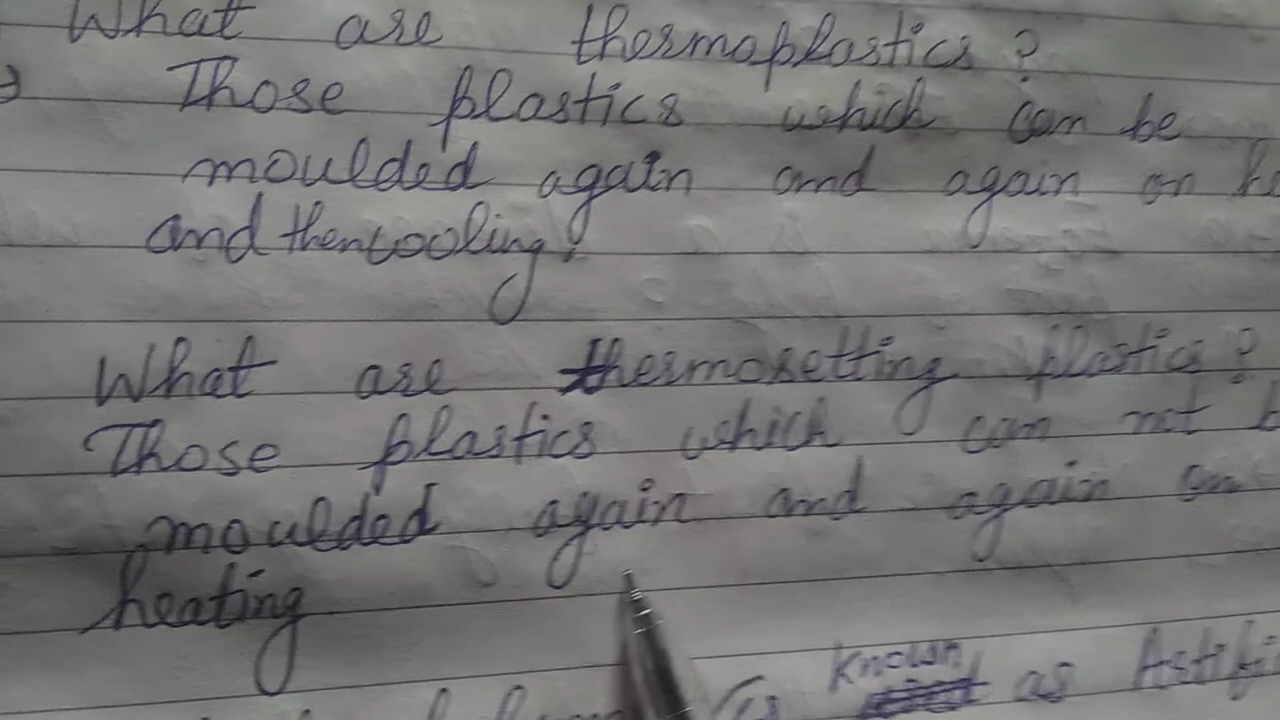 What are thermoplastics?
Those plastics which can be
moulded again and again on
and then cooling.
What are thermosetting plastics?
Those plastics which can not
moulded again and again on
heating
known
as